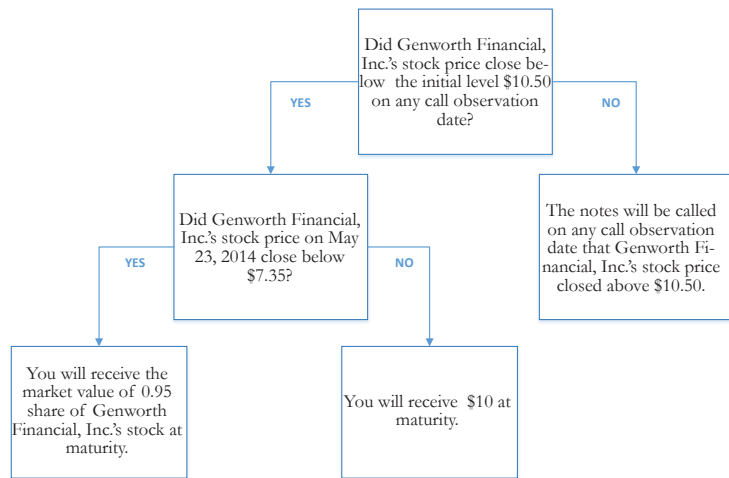 Did Genworth Financial,
Inc.'s stock price close be-
low the initial level $10.50
on any call observation
date?
YES
NO
Did Genworth Financial,
Inc.'s stock price on May
23, 2014 close below
$7.35?
The notes will be called
on any call observation
date that Genworth Fi-
nancial, Inc.'s stock price
closed above $10.50.
YES
NO
You will receive the
market value of 0.95
share of Genworth
Financial, Inc.'s stock at
maturity.
You will receive $10 at
maturity.